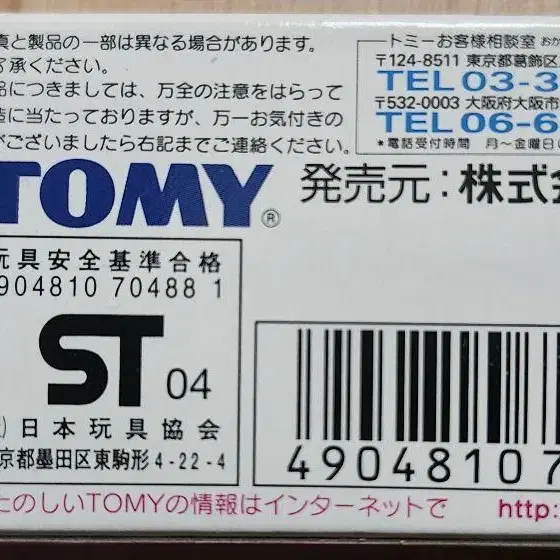 真と製品の一部は異なる場合があります。
ご了承ください。
品につきましては、万全の注意をはらって
造に当たっておりますが、万一お気付きの
がございましたら右記までご連絡ください。
トミーお客様相談室 おか
〒124-8511 東京都葛飾区
TEL 03-3
〒532-0003 大阪府大阪市
TEL 06-6
*電話受付時間 月〜金曜日
TOMY® 発売元:株式会
玩具安全基準合格
904810 70488 1
ST 04
日本玩具協会
京都墨田区東駒形4-22-4
49048107
たのしいTOMYの情報はインターネットで http: